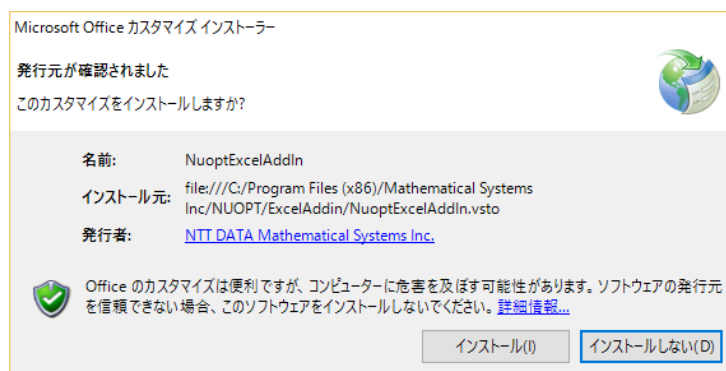 Microsoft Office カスタマイズ インストーラー
発行元が確認されました
このカスタマイズをインストールしますか?
名前: NuoptExcelAddIn
インストール元: file:///C:/Program Files (x86)/Mathematical Systems
Inc/NUOPT/ExcelAddin/NuoptExcelAddIn.vsto
発行者: NTT DATA Mathematical Systems Inc.
Office のカスタマイズは便利ですが、コンピューターに危害を及ぼす可能性があります。ソフトウェアの発行元
を信頼できない場合、このソフトウェアをインストールしないでください。詳細情報...
インストール(I) インストールしない(D)